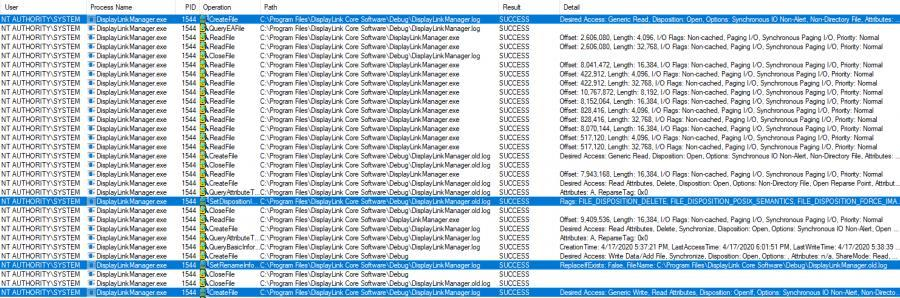 User Process Name PID Operation Path Result Detail
NT AUTHORITY\SYSTEM DisplayLinkManager.exe 1544 CreateFile C:\Program Files\DisplayLink Core Software\Debug\DisplayLinkManager.log SUCCESS Desired Access: Generic Read, Disposition: Open, Options: Synchronous IO Non-Alert, Non-Directory File, Attributes: ...
NT AUTHORITY\SYSTEM DisplayLinkManager.exe 1544 QueryEAFile C:\Program Files\DisplayLink Core Software\Debug\DisplayLinkManager.log SUCCESS
NT AUTHORITY\SYSTEM DisplayLinkManager.exe 1544 ReadFile C:\Program Files\DisplayLink Core Software\DisplayLinkManager.exe SUCCESS Offset: 2,606,080, Length: 4,096, I/O Flags: Non-cached, Paging I/O, Synchronous Paging I/O, Priority: Normal
NT AUTHORITY\SYSTEM DisplayLinkManager.exe 1544 ReadFile C:\Program Files\DisplayLink Core Software\DisplayLinkManager.exe SUCCESS Offset: 2,606,080, Length: 32,768, I/O Flags: Non-cached, Paging I/O, Synchronous Paging I/O, Priority: Normal
NT AUTHORITY\SYSTEM DisplayLinkManager.exe 1544 CloseFile C:\Program Files\DisplayLink Core Software\Debug\DisplayLinkManager.log SUCCESS
NT AUTHORITY\SYSTEM DisplayLinkManager.exe 1544 ReadFile C:\Program Files\DisplayLink Core Software\DisplayLinkManager.exe SUCCESS Offset: 8,041,472, Length: 16,384, I/O Flags: Non-cached, Paging I/O, Synchronous Paging I/O, Priority: Normal
NT AUTHORITY\SYSTEM DisplayLinkManager.exe 1544 ReadFile C:\Program Files\DisplayLink Core Software\DisplayLinkManager.exe SUCCESS Offset: 422,912, Length: 4,096, I/O Flags: Non-cached, Paging I/O, Synchronous Paging I/O, Priority: Normal
NT AUTHORITY\SYSTEM DisplayLinkManager.exe 1544 ReadFile C:\Program Files\DisplayLink Core Software\DisplayLinkManager.exe SUCCESS Offset: 422,912, Length: 32,768, I/O Flags: Non-cached, Paging I/O, Synchronous Paging I/O, Priority: Normal
NT AUTHORITY\SYSTEM DisplayLinkManager.exe 1544 ReadFile C:\Program Files\DisplayLink Core Software\DisplayLinkManager.exe SUCCESS Offset: 10,767,872, Length: 8,192, I/O Flags: Non-cached, Paging I/O, Synchronous Paging I/O, Priority: Normal
NT AUTHORITY\SYSTEM DisplayLinkManager.exe 1544 ReadFile C:\Program Files\DisplayLink Core Software\DisplayLinkManager.exe SUCCESS Offset: 8,152,064, Length: 16,384, I/O Flags: Non-cached, Paging I/O, Synchronous Paging I/O, Priority: Normal
NT AUTHORITY\SYSTEM DisplayLinkManager.exe 1544 ReadFile C:\Program Files\DisplayLink Core Software\DisplayLinkManager.exe SUCCESS Offset: 828,416, Length: 4,096, I/O Flags: Non-cached, Paging I/O, Synchronous Paging I/O, Priority: Normal
NT AUTHORITY\SYSTEM DisplayLinkManager.exe 1544 ReadFile C:\Program Files\DisplayLink Core Software\DisplayLinkManager.exe SUCCESS Offset: 828,416, Length: 32,768, I/O Flags: Non-cached, Paging I/O, Synchronous Paging I/O, Priority: Normal
NT AUTHORITY\SYSTEM DisplayLinkManager.exe 1544 ReadFile C:\Program Files\DisplayLink Core Software\DisplayLinkManager.exe SUCCESS Offset: 8,070,144, Length: 16,384, I/O Flags: Non-cached, Paging I/O, Synchronous Paging I/O, Priority: Normal
NT AUTHORITY\SYSTEM DisplayLinkManager.exe 1544 ReadFile C:\Program Files\DisplayLink Core Software\DisplayLinkManager.exe SUCCESS Offset: 517,120, Length: 4,096, I/O Flags: Non-cached, Paging I/O, Synchronous Paging I/O, Priority: Normal
NT AUTHORITY\SYSTEM DisplayLinkManager.exe 1544 ReadFile C:\Program Files\DisplayLink Core Software\DisplayLinkManager.exe SUCCESS Offset: 517,120, Length: 32,768, I/O Flags: Non-cached, Paging I/O, Synchronous Paging I/O, Priority: Normal
NT AUTHORITY\SYSTEM DisplayLinkManager.exe 1544 CreateFile C:\Program Files\DisplayLink Core Software\Debug\DisplayLinkManager.old.log SUCCESS Desired Access: Generic Read, Disposition: Open, Options: Synchronous IO Non-Alert, Non-Directory File, Attributes: ...
NT AUTHORITY\SYSTEM DisplayLinkManager.exe 1544 CloseFile C:\Program Files\DisplayLink Core Software\Debug\DisplayLinkManager.old.log SUCCESS
NT AUTHORITY\SYSTEM DisplayLinkManager.exe 1544 ReadFile C:\Program Files\DisplayLink Core Software\DisplayLinkManager.exe SUCCESS Offset: 7,943,168, Length: 16,384, I/O Flags: Non-cached, Paging I/O, Synchronous Paging I/O, Priority: Normal
NT AUTHORITY\SYSTEM DisplayLinkManager.exe 1544 CreateFile C:\Program Files\DisplayLink Core Software\Debug\DisplayLinkManager.old.log SUCCESS Desired Access: Read Attributes, Delete, Disposition: Open, Options: Non-Directory File, Open Reparse Point, Attribut...
NT AUTHORITY\SYSTEM DisplayLinkManager.exe 1544 QueryAttributeT... C:\Program Files\DisplayLink Core Software\Debug\DisplayLinkManager.old.log SUCCESS Attributes: A, ReparseTag: 0x0
NT AUTHORITY\SYSTEM DisplayLinkManager.exe 1544 SetDispositionI... C:\Program Files\DisplayLink Core Software\Debug\DisplayLinkManager.old.log SUCCESS Flags: FILE_DISPOSITION_DELETE, FILE_DISPOSITION_POSIX_SEMANTICS, FILE_DISPOSITION_FORCE_IMA...
NT AUTHORITY\SYSTEM DisplayLinkManager.exe 1544 CloseFile C:\Program Files\DisplayLink Core Software\Debug\DisplayLinkManager.old.log SUCCESS
NT AUTHORITY\SYSTEM DisplayLinkManager.exe 1544 ReadFile C:\Program Files\DisplayLink Core Software\DisplayLinkManager.exe SUCCESS Offset: 9,409,536, Length: 16,384, I/O Flags: Non-cached, Paging I/O, Synchronous Paging I/O, Priority: Normal
NT AUTHORITY\SYSTEM DisplayLinkManager.exe 1544 CreateFile C:\Program Files\DisplayLink Core Software\Debug\DisplayLinkManager.log SUCCESS Desired Access: Read Attributes, Delete, Synchronize, Disposition: Open, Options: Synchronous IO Non-Alert, Open ...
NT AUTHORITY\SYSTEM DisplayLinkManager.exe 1544 QueryAttributeT... C:\Program Files\DisplayLink Core Software\Debug\DisplayLinkManager.log SUCCESS Attributes: A, ReparseTag: 0x0
NT AUTHORITY\SYSTEM DisplayLinkManager.exe 1544 QueryBasicInfor... C:\Program Files\DisplayLink Core Software\Debug\DisplayLinkManager.log SUCCESS CreationTime: 4/17/2020 5:37:21 PM, LastAccessTime: 4/17/2020 6:01:51 PM, LastWriteTime: 4/17/2020 5:38:39 ...
NT AUTHORITY\SYSTEM DisplayLinkManager.exe 1544 CreateFile C:\Program Files\DisplayLink Core Software\Debug SUCCESS Desired Access: Write Data/Add File, Synchronize, Disposition: Open, Options: , Attributes: n/a, ShareMode: Read, ...
NT AUTHORITY\SYSTEM DisplayLinkManager.exe 1544 SetRenameInfo... C:\Program Files\DisplayLink Core Software\Debug\DisplayLinkManager.log SUCCESS ReplaceIfExists: False, FileName: C:\Program Files\DisplayLink Core Software\Debug\DisplayLinkManager.old.log
NT AUTHORITY\SYSTEM DisplayLinkManager.exe 1544 CloseFile C:\Program Files\DisplayLink Core Software\Debug SUCCESS
NT AUTHORITY\SYSTEM DisplayLinkManager.exe 1544 CloseFile C:\Program Files\DisplayLink Core Software\Debug\DisplayLinkManager.old.log SUCCESS
NT AUTHORITY\SYSTEM DisplayLinkManager.exe 1544 CreateFile C:\Program Files\DisplayLink Core Software\Debug\DisplayLinkManager.log SUCCESS Desired Access: Generic Write, Read Attributes, Disposition: OpenIf, Options: Synchronous IO Non-Alert, Non-Directo...